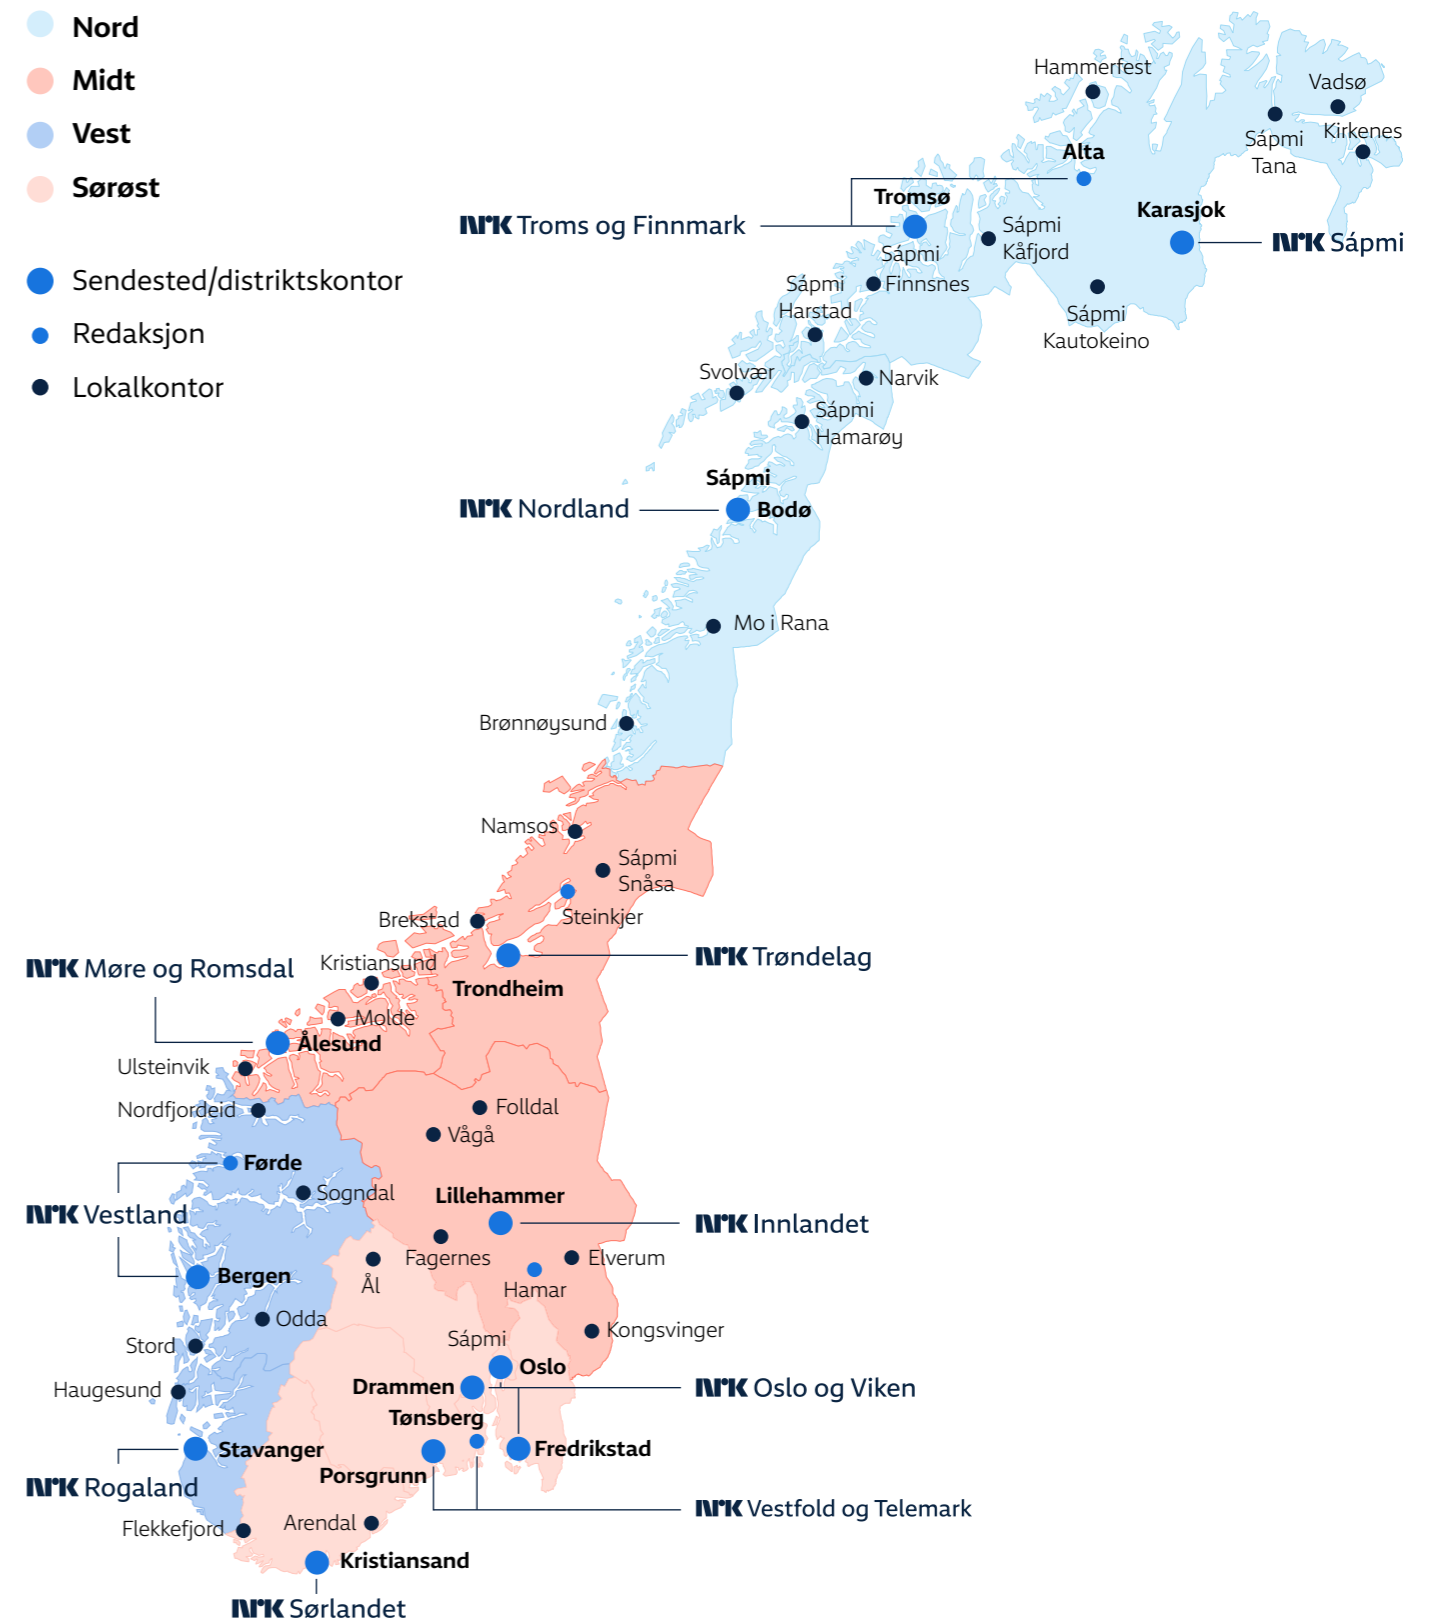 Nord
Midt
Vest
Sørøst
Sendested/distriktskontor
Redaksjon
Lokalkontor
Hammerfest
Vadsø
Kirkenes
Sápmi
Tana
Alta
Tromsø
Karasjok
NRK Troms og Finnmark
NRK Sápmi
Sápmi
Kåfjord
Sápmi
Finnsnes
Sápmi
Harstad
Sápmi
Kautokeino
Svolvær
Narvik
Sápmi
Hamarøy
Sápmi
Bodø
NRK Nordland
Mo i Rana
Brønnøysund
Namsos
Sápmi
Snåsa
Steinkjer
Brekstad
NRK Trøndelag
NRK Møre og Romsdal
Kristiansund
Trondheim
Molde
Ålesund
Ulsteinvik
Nordfjordeid
Folldal
Vågå
Førde
Sogndal
Lillehammer
NRK Vestland
NRK Innlandet
Fagernes
Elverum
Ål
Hamar
Bergen
Odda
Stord
Kongsvinger
Sápmi
Oslo
Haugesund
Drammen
NRK Oslo og Viken
Tønsberg
Stavanger
Fredrikstad
Porsgrunn
NRK Rogaland
NRK Vestfold og Telemark
Flekkefjord
Arendal
Kristiansand
NRK Sørlandet